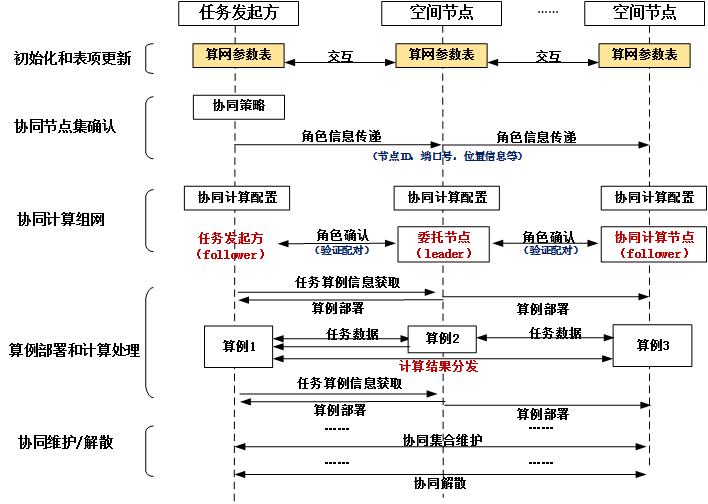 任务发起方
空间节点
……
空间节点
初始化和表项更新
算网参数表
交互
算网参数表
交互
算网参数表
协同节点集确认
协同策略
角色信息传递
角色信息传递
（节点ID，端口号，位置信息等）
协同计算组网
协同计算配置
协同计算配置
协同计算配置
任务发起方
（follower）
角色确认
（验证配对）
委托节点
（leader）
角色确认
（验证配对）
协同计算节点
（follower）
算例部署和计算处理
任务算例信息获取
算例部署
算例部署
算例1
任务数据
算例2
任务数据
算例3
计算结果分发
任务算例信息获取
算例部署
算例部署
协同维护/解散
……
……
协同集合维护
……
……
协同解散